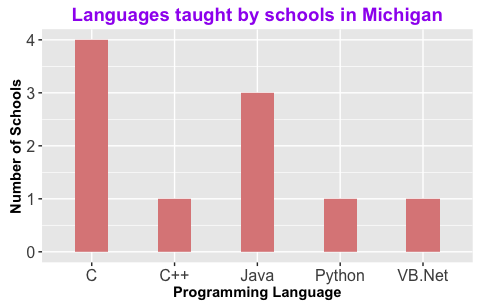 Languages taught by schools in Michigan
Number of Schools
4
3
2
1
0
C C++ Java Python VB.Net
Programming Language